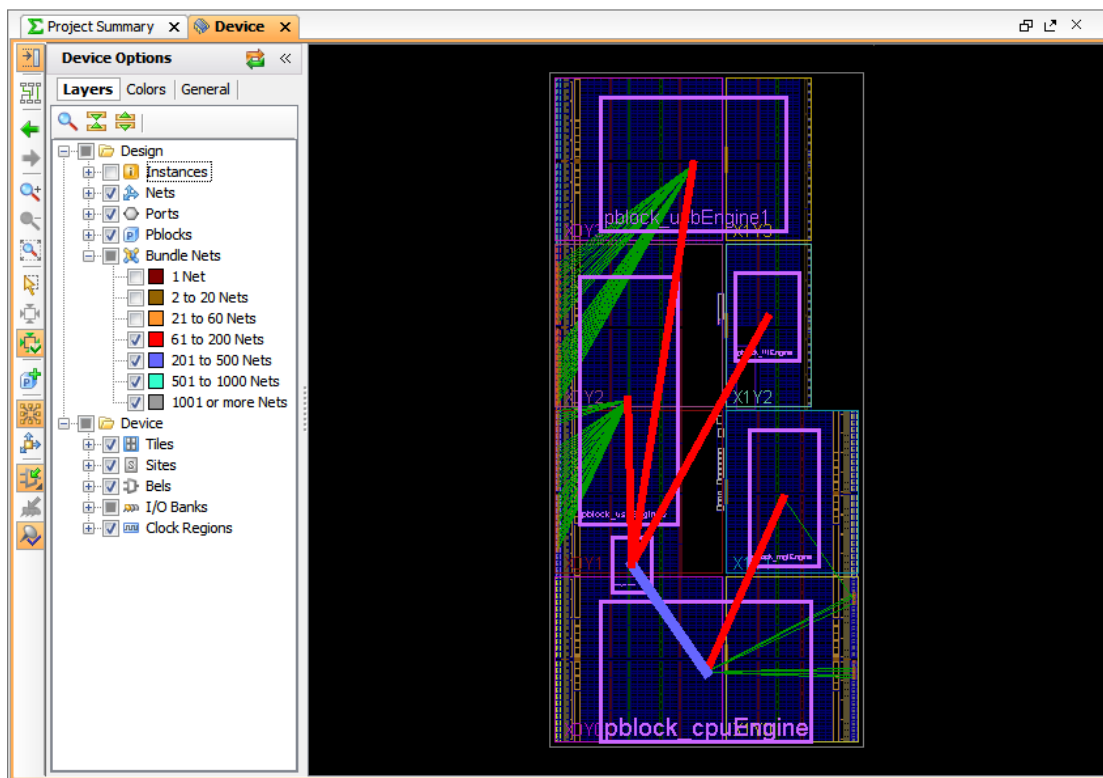 Project Summary
Device
Device Options
Layers
Colors
General
Design
Instances
Nets
Ports
Pblocks
Bundle Nets
1 Net
2 to 20 Nets
21 to 60 Nets
61 to 200 Nets
201 to 500 Nets
501 to 1000 Nets
1001 or more Nets
Device
Tiles
Sites
Bels
I/O Banks
Clock Regions
pblock_usbEngine1
X1Y3
X1Y2
pblock_cpuEngine